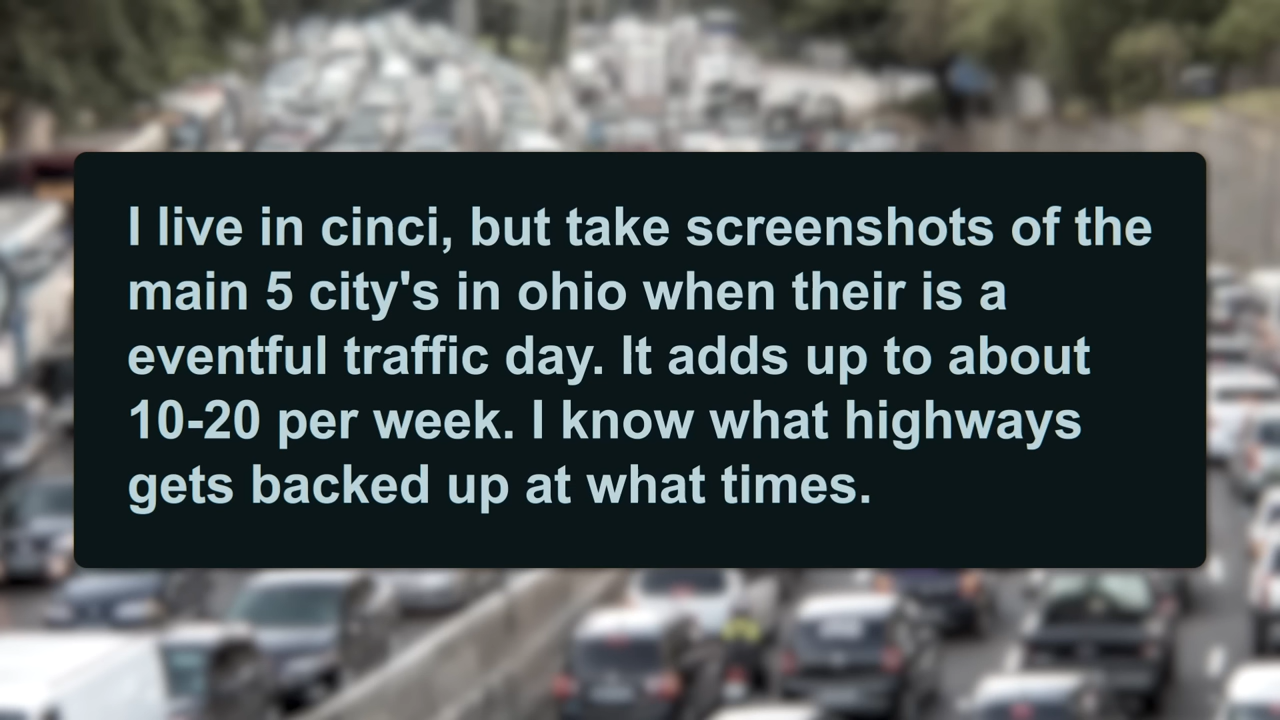 I live in cinci, but take screenshots of the
main 5 city's in ohio when their is a
eventful traffic day. It adds up to about
10-20 per week. I know what highways
gets backed up at what times.